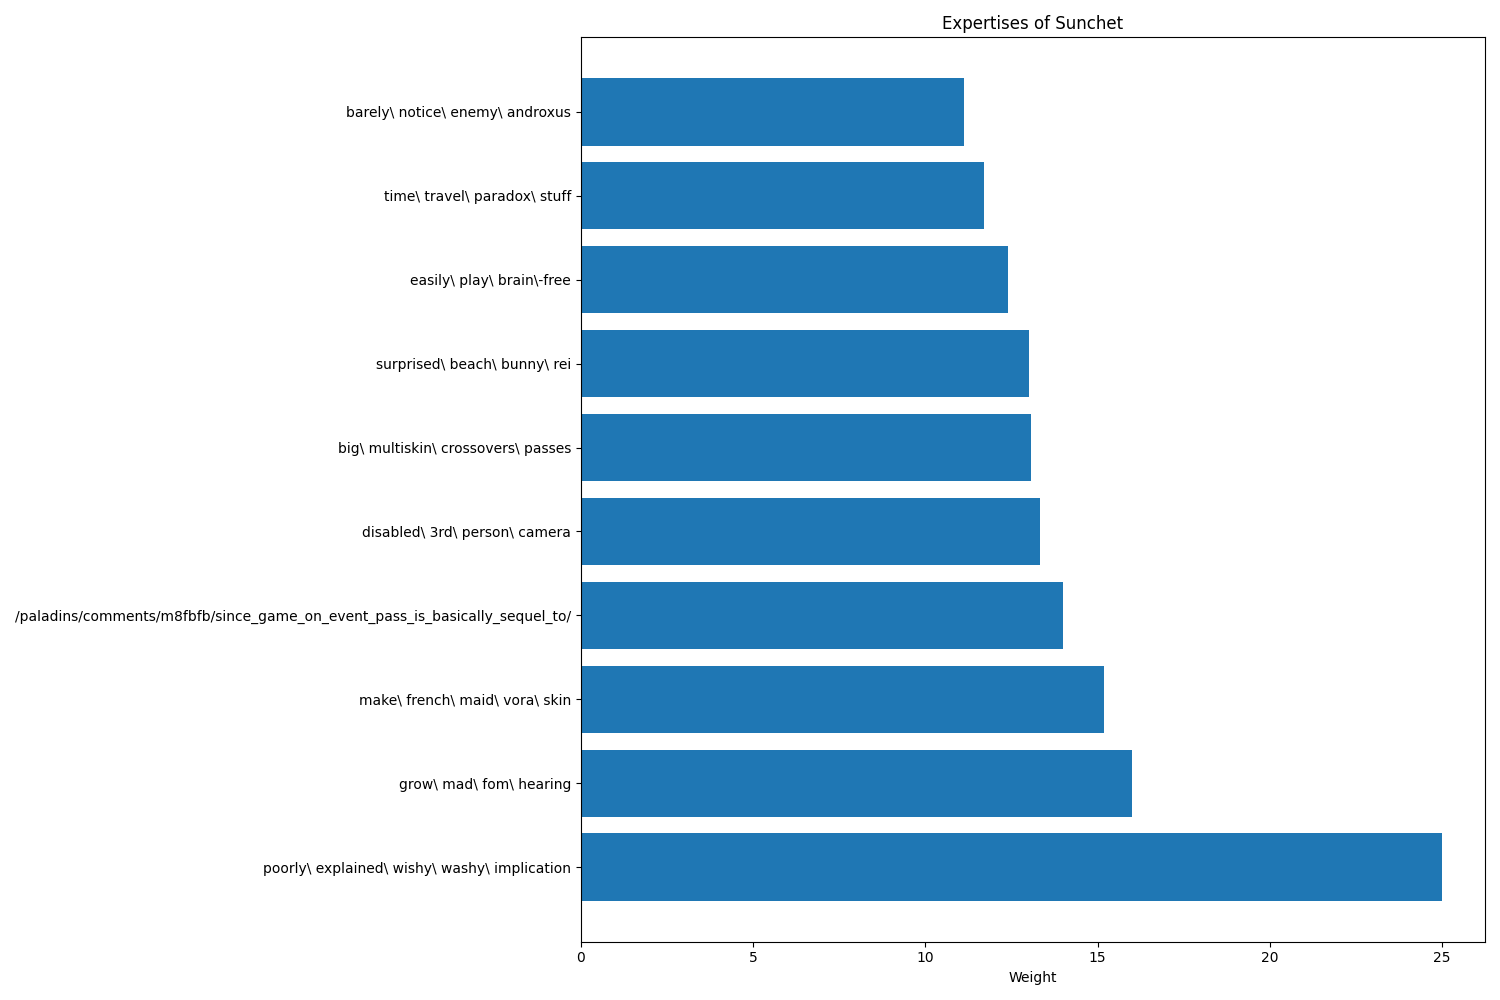 Expertises of Sunchet
barely\ notice\ enemy\ androxus
time\ travel\ paradox\ stuff
easily\ play\ brain\-free
surprised\ beach\ bunny\ rei
big\ multiskin\ crossovers\ passes
disabled\ 3rd\ person\ camera
/paladins/comments/m8fbfb/since_game_on_event_pass_is_basically_sequel_to/
make\ french\ maid\ vora\ skin
grow\ mad\ fom\ hearing
poorly\ explained\ wishy\ washy\ implication
0 5 10 15 20 25
Weight